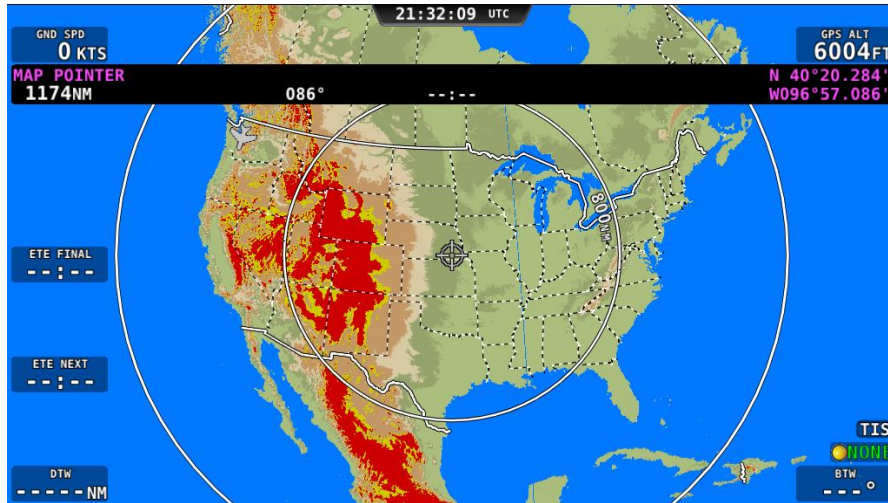 21:32:09 UTC
GND SPD
0 KTS
GPS ALT
6004FT
MAP POINTER
N 40°20.284'
1174NM
086°
--:--
W096°57.086'
800NM
ETE FINAL
--:--
ETE NEXT
--:--
TIS
NONE
DTW
-----NM
BTW
---°